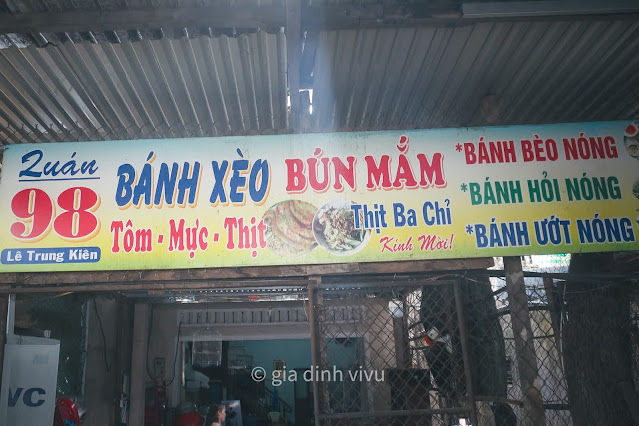 Quán
98
Lê Trung Kiên
BÁNH XÈO
Tôm - Mực - Thịt
BÚN MẮM
Thịt Ba Chỉ
Kính Mời!
*BÁNH BÈO NÓNG
*BÁNH HỎI NÓNG
*BÁNH ƯỚT NÓNG
VC
© gia dinh vivu